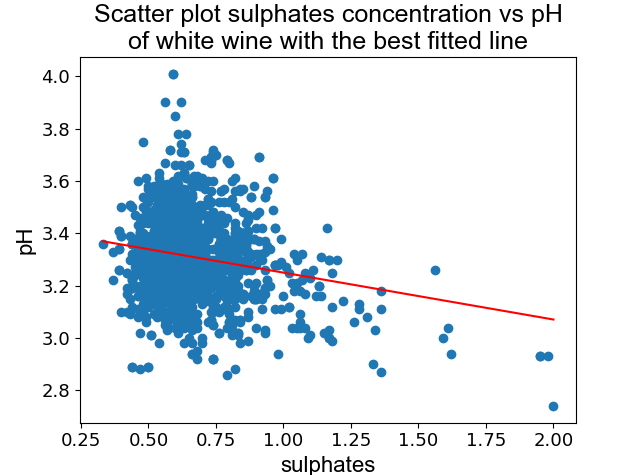 Scatter plot sulphates concentration vs pH
of white wine with the best fitted line
4.0
3.8
3.6
3.4
3.2
3.0
2.8
pH
0.25 0.50 0.75 1.00 1.25 1.50 1.75 2.00
sulphates